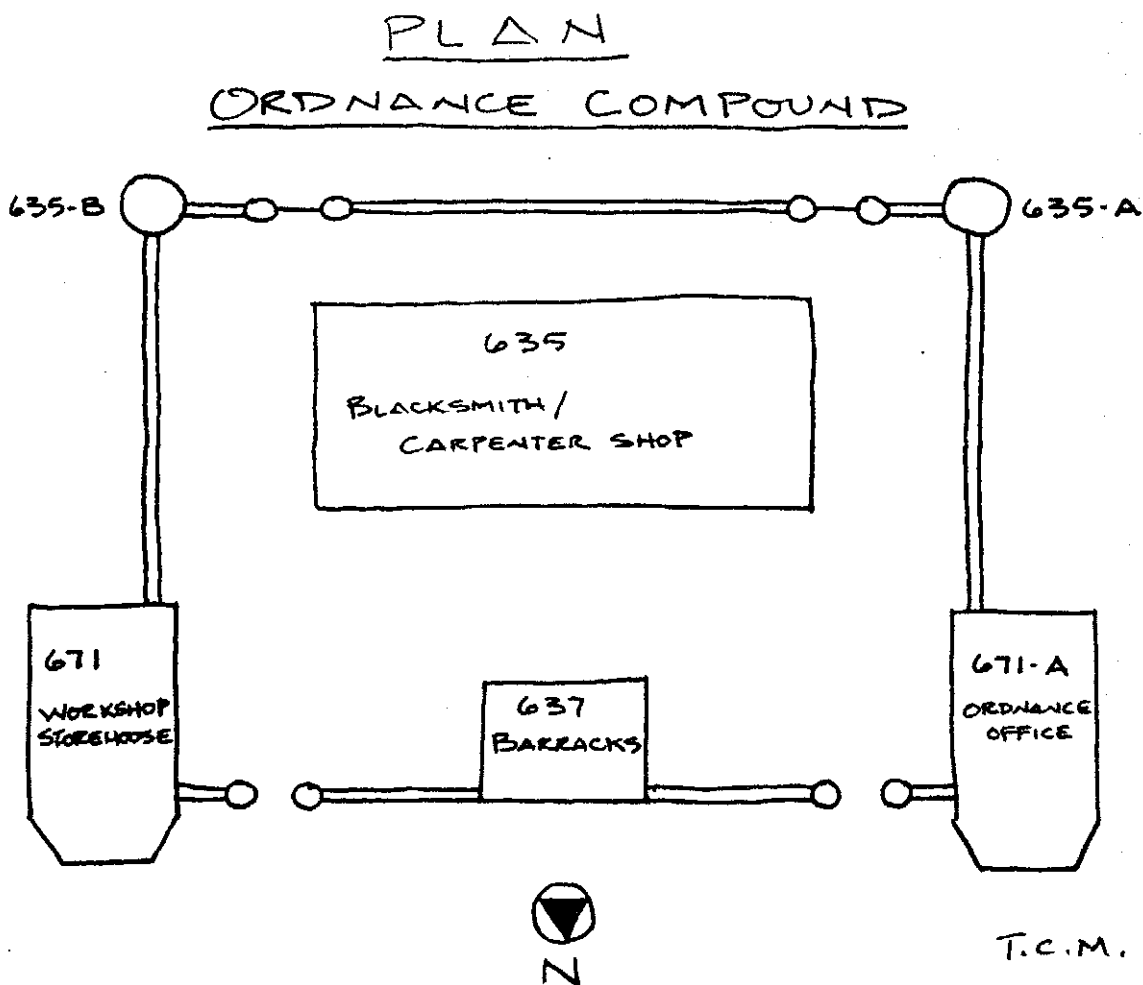 PLAN
ORDNANCE COMPOUND
635-B
635-A
635
BLACKSMITH/
CARPENTER SHOP
671
WORKSHOP
STOREHOUSE
637
BARRACKS
671-A
ORDNANCE
OFFICE
N
T.C.M.